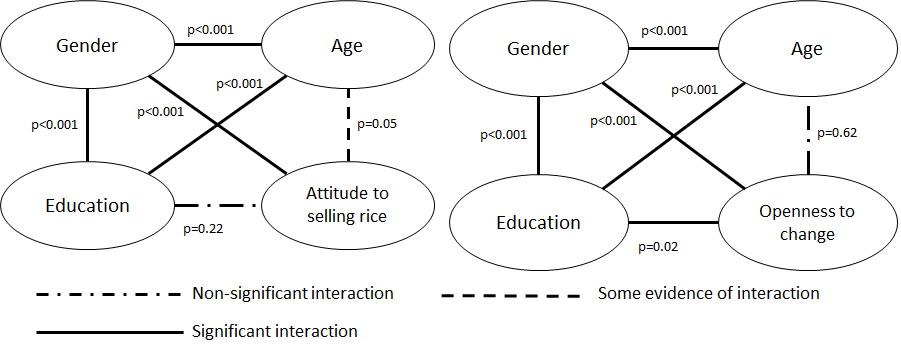 Gender
p<0.001
Age
p<0.001
p<0.001
p<0.001
p=0.05
Education
p=0.22
Attitude to
selling rice
Gender
p<0.001
Age
p<0.001
p<0.001
p<0.001
p=0.62
Education
p=0.02
Openness to
change
Non-significant interaction
Some evidence of interaction
Significant interaction